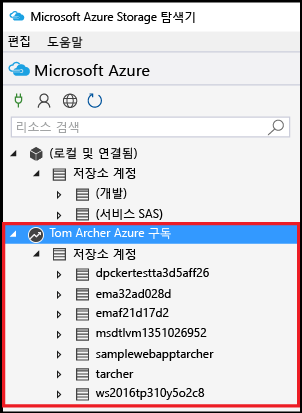 Microsoft Azure Storage 탐색기
편집 도움말
Microsoft Azure
리소스 검색
(로컬 및 연결됨)
저장소 계정
(개발)
(서비스 SAS)
Tom Archer Azure 구독
저장소 계정
dpckertestta3d5aff26
ema32ad028d
emaf21d17d2
msdtlvm1351026952
samplewebapptarcher
tarcher
ws2016tp310y5o2c8